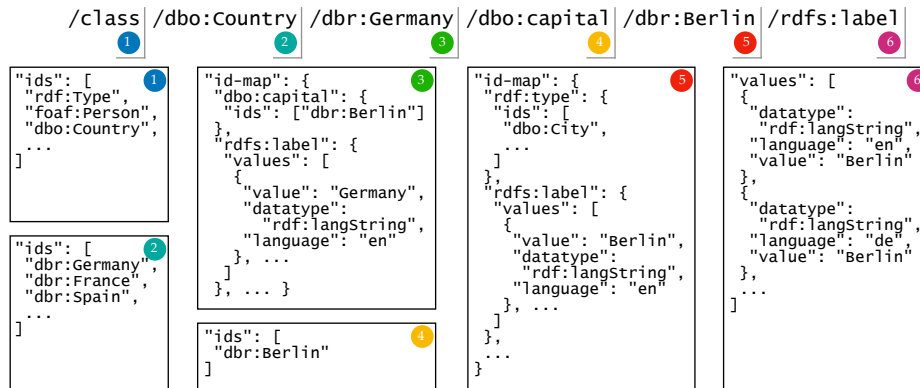 /class /dbo:Country /dbr:Germany /dbo:capital /dbr:Berlin /rdfs:label
1 2 3 4 5 6
1
"ids": [
"rdf:Type",
"foaf:Person",
"dbo:Country",
...
]
2
"ids": [
"dbr:Germany",
"dbr:France",
"dbr:Spain",
...
]
3
"id-map": {
"dbo:capital": {
"ids": ["dbr:Berlin"]
},
"rdfs:label": {
"values": [
{
"value": "Germany",
"datatype":
"rdf:langString",
"language": "en"
}, ...
]
}, ... }
4
"ids": [
"dbr:Berlin"
]
5
"id-map": {
"rdf:type": {
"ids": [
"dbo:City",
...
]
},
"rdfs:label": {
"values": [
{
"value": "Berlin",
"datatype":
"rdf:langString",
"language": "en"
}, ...
]
},
...
}
6
"values": [
{
"datatype":
"rdf:langString",
"language": "en",
"value": "Berlin"
},
{
"datatype":
"rdf:langString",
"language": "de",
"value": "Berlin"
},
...
]